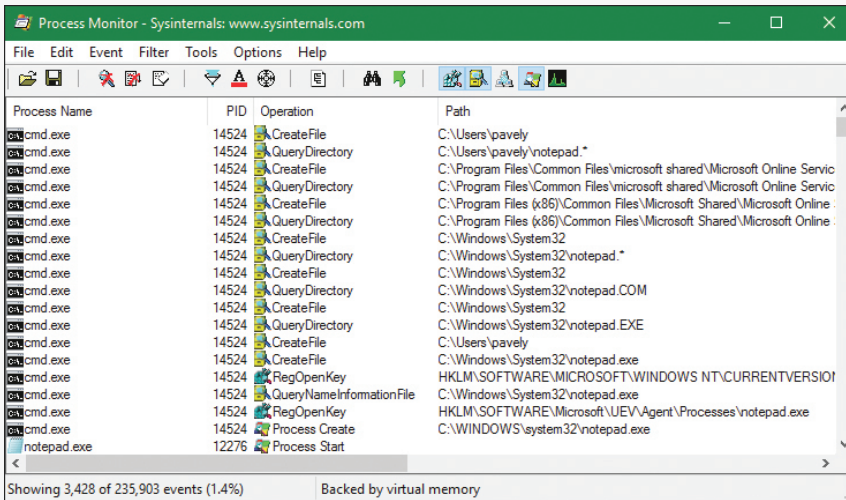 Process Monitor - Sysinternals: www.sysinternals.com
File Edit Event Filter Tools Options Help
Process Name PID Operation Path
cmd.exe 14524 CreateFile C:\Users\pavely
cmd.exe 14524 QueryDirectory C:\Users\pavely\notepad.*
cmd.exe 14524 CreateFile C:\Program Files\Common Files\microsoft shared\Microsoft Online Servic
cmd.exe 14524 QueryDirectory C:\Program Files\Common Files\microsoft shared\Microsoft Online Servic
cmd.exe 14524 CreateFile C:\Program Files (x86)\Common Files\Microsoft Shared\Microsoft Online
cmd.exe 14524 QueryDirectory C:\Program Files (x86)\Common Files\Microsoft Shared\Microsoft Online
cmd.exe 14524 CreateFile C:\Windows\System32
cmd.exe 14524 QueryDirectory C:\Windows\System32\notepad.*
cmd.exe 14524 CreateFile C:\Windows\System32
cmd.exe 14524 QueryDirectory C:\Windows\System32\notepad.COM
cmd.exe 14524 CreateFile C:\Windows\System32
cmd.exe 14524 QueryDirectory C:\Windows\System32\notepad.EXE
cmd.exe 14524 CreateFile C:\Users\pavely
cmd.exe 14524 CreateFile C:\Windows\System32\notepad.exe
cmd.exe 14524 RegOpenKey HKLM\SOFTWARE\MICROSOFT\WINDOWS NT\CURRENTVERSION
cmd.exe 14524 QueryNameInformationFile C:\Windows\System32\notepad.exe
cmd.exe 14524 RegOpenKey HKLM\SOFTWARE\Microsoft\UEV\Agent\Processes\notepad.exe
cmd.exe 14524 Process Create C:\WINDOWS\system32\notepad.exe
notepad.exe 12276 Process Start
Showing 3,428 of 235,903 events (1.4%) Backed by virtual memory